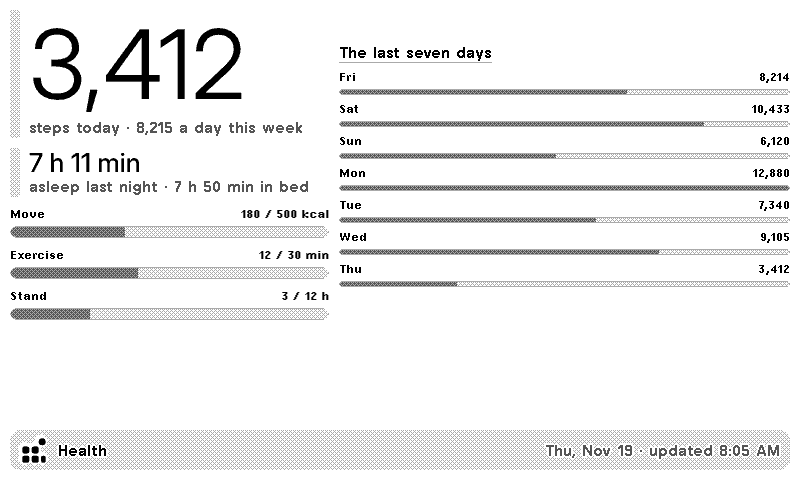 3,412
steps today · 8,215 a day this week
7 h 11 min
asleep last night · 7 h 50 min in bed
Move 180 / 500 kcal
Exercise 12 / 30 min
Stand 3 / 12 h
The last seven days
Fri 8,214
Sat 10,433
Sun 6,120
Mon 12,880
Tue 7,340
Wed 9,105
Thu 3,412
Health Thu, Nov 19 · updated 8:05 AM